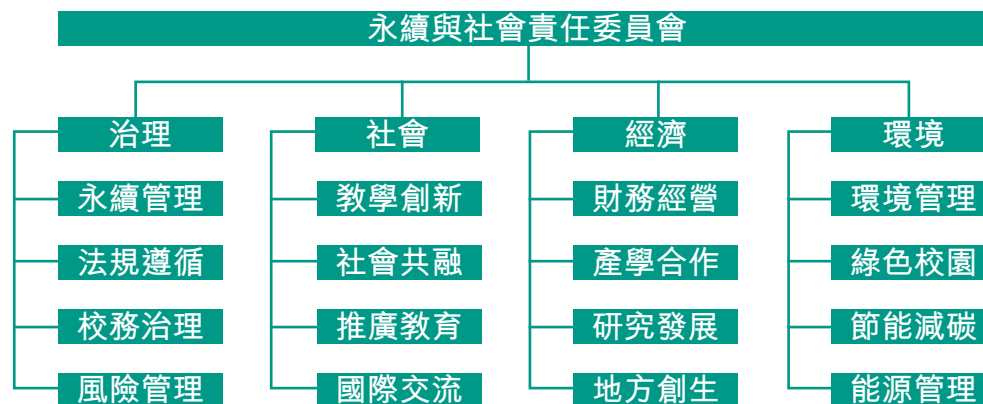 永續與社會責任委員會
治理
永續管理
法規遵循
校務治理
風險管理
社會
教學創新
社會共融
推廣教育
國際交流
經濟
財務經營
產學合作
研究發展
地方創生
環境
環境管理
綠色校園
節能減碳
能源管理